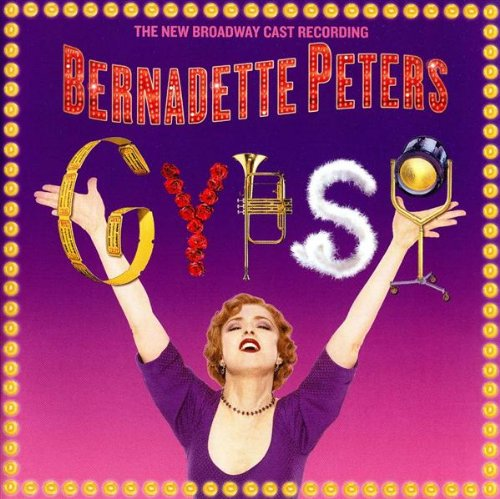 THE NEW BROADWAY CAST RECORDING
BERNADETTE PETERS
GYPSY